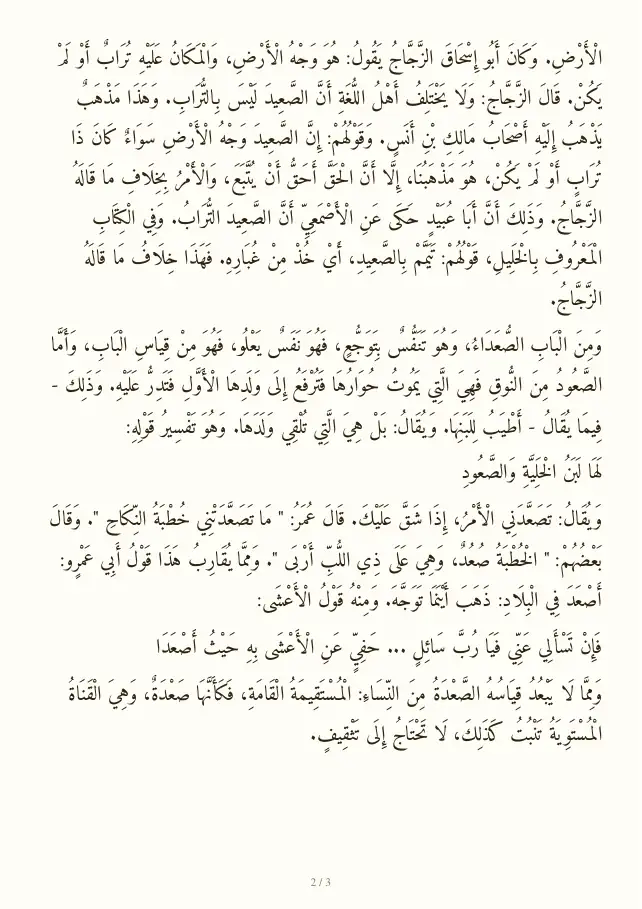 الْأَرْضِ. وَكَانَ أَبُو إِسْحَاقَ الزَّجَّاجُ يَقُولُ: هُوَ وَجْهُ الْأَرْضِ، وَالْمَكَانُ عَلَيْهِ تُرَابٌ أَوْ لَمْ
يَكُنْ. قَالَ الزَّجَّاجُ: وَلَا يَخْتَلِفُ أَهْلُ اللُّغَةِ أَنَّ الصَّعِيدَ لَيْسَ بِالتُّرَابِ. وَهَذَا مَذْهَبٌ
يَذْهَبُ إِلَيْهِ أَصْحَابُ مَالِكِ بْنِ أَنَسٍ. وَقَوْلُهُمْ: إِنَّ الصَّعِيدَ وَجْهُ الْأَرْضِ سَوَاءٌ كَانَ ذَا
تُرَابٍ أَوْ لَمْ يَكُنْ، هُوَ مَذْهَبُنَا، إِلَّا أَنَّ الْحَقَّ أَحَقُّ أَنْ يُتَّبَعَ، وَالْأَمْرُ بِخِلَافِ مَا قَالَهُ
الزَّجَّاجُ. وَذَلِكَ أَنَّ أَبَا عُبَيْدٍ حَكَى عَنِ الْأَصْمَعِيِّ أَنَّ الصَّعِيدَ التُّرَابُ. وَفِي الْكِتَابِ
الْمَعْرُوفِ بِالْخَلِيلِ، قَوْلُهُمْ: تَيَمَّمْ بِالصَّعِيدِ، أَيْ خُذْ مِنْ غُبَارِهِ. فَهَذَا خِلَافُ مَا قَالَهُ
الزَّجَّاجُ.
وَمِنَ الْبَابِ الصُّعَدَاءُ، وَهُوَ تَنَفُّسٌ بِتَوَجُّعٍ، فَهُوَ نَفَسٌ يَعْلُو، فَهُوَ مِنْ قِيَاسِ الْبَابِ، وَأَمَّا
الصَّعُودُ مِنَ النُّوقِ فَهِيَ الَّتِي يَمُوتُ حُوَارُهَا فَتُرْفَعُ إِلَى وَلَدِهَا الْأَوَّلِ فَتَدِرُّ عَلَيْهِ. وَذَلِكَ -
فِيمَا يُقَالُ - أَطْيَبُ لِلَبَنِهَا. وَيُقَالُ: بَلْ هِيَ الَّتِي تُلْقِي وَلَدَهَا. وَهُوَ تَفْسِيرُ قَوْلِهِ:
لَهَا لَبَنُ الْخَلِيَّةِ وَالصَّعُودِ
وَيُقَالُ: تَصَعَّدَنِي الْأَمْرُ، إِذَا شَقَّ عَلَيْكَ. قَالَ عُمَرُ: " مَا تَصَعَّدَتْنِي خُطْبَةُ النِّكَاحِ ". وَقَالَ
بَعْضُهُمْ: " الْخُطْبَةُ صُعُدٌ، وَهِيَ عَلَى ذِي اللُّبِّ أَرْبَى ". وَمِمَّا يُقَارِبُ هَذَا قَوْلُ أَبِي عَمْرٍو:
أَصْعَدَ فِي الْبِلَادِ: ذَهَبَ أَيْنَمَا تَوَجَّهَ. وَمِنْهُ قَوْلُ الْأَعْشَى:
فَإِنْ تَسْأَلِي عَنِّي فَيَا رُبَّ سَائِلٍ ... حَفِيٍّ عَنِ الْأَعْشَى بِهِ حَيْثُ أَصْعَدَا
وَمِمَّا لَا يَبْعُدُ قِيَاسُهُ الصَّعْدَةُ مِنَ النِّسَاءِ: الْمُسْتَقِيمَةُ الْقَامَةِ، فَكَأَنَّهَا صَعْدَةٌ، وَهِيَ الْقَنَاةُ
الْمُسْتَوِيَةُ تَنْبُتُ كَذَلِكَ، لَا تَحْتَاجُ إِلَى تَثْقِيفٍ.
2 / 3